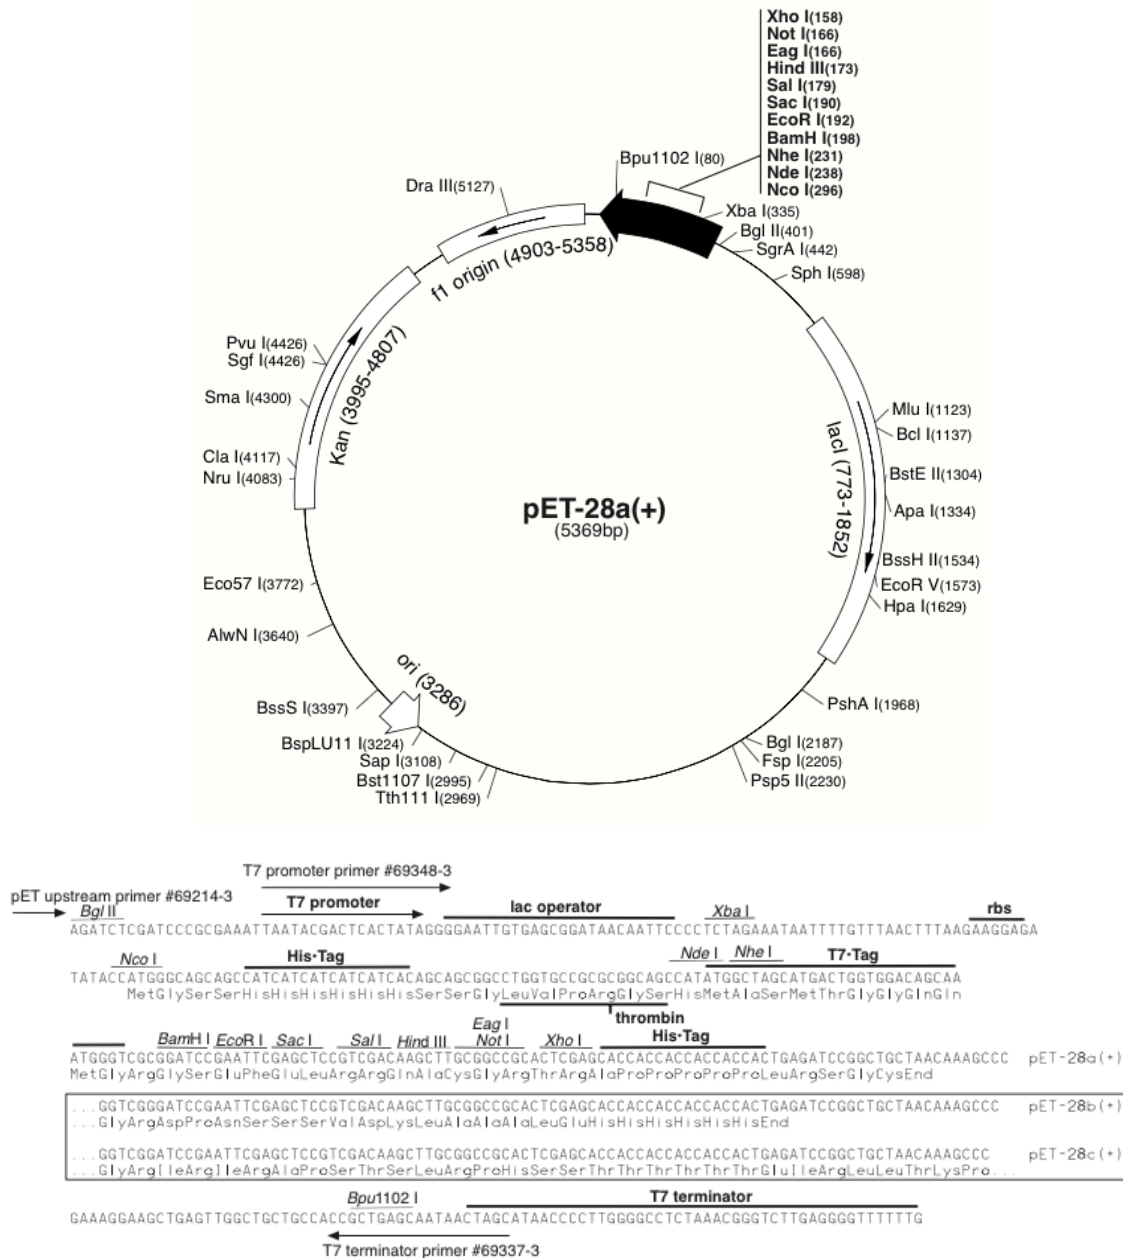 Xho I(158)
Not I(166)
Eag I(166)
Hind III(173)
Sal I(179)
Sac I(190)
EcoR I(192)
BamH I(198)
Nhe I(231)
Nde I(238)
Nco I(296)
Bpu1102 I(80)
Dra III(5127)
Xba I(335)
Bgl II(401)
SgrA I(442)
Sph I(598)
f1 origin (4903-5358)
Pvu I(4426)
Sgf I(4426)
Sma I(4300)
Kan (3995-4807)
Cla I(4117)
Nru I(4083)
lacI (773-1852)
Mlu I(1123)
Bcl I(1137)
BstE II(1304)
Apa I(1334)
BssH II(1534)
EcoR V(1573)
Hpa I(1629)
pET-28a(+)
(5369bp)
Eco57 I(3772)
AlwN I(3640)
ori (3286)
BssS I(3397)
BspLU11 I(3224)
Sap I(3108)
Bst1107 I(2995)
Tth111 I(2969)
PshA I(1968)
Bgl I(2187)
Fsp I(2205)
Psp5 II(2230)
T7 promoter primer #69348-3
pET upstream primer #69214-3
Bgl II T7 promoter lac operator Xba I rbs
AGATCTCGATCCCGCGAAATTAATACGACTCACTATAGGGGAATTGTGAGCGGATAACAATTCCCCTCTAGAAATAATTTTGTTTAACTTTAAGAAGGAGA
Nco I His•Tag Nde I Nhe I T7•Tag
TATACCATGGGCAGCAGCCATCATCATCATCATCACAGCAGCGGCCTGGTGCCGCGCGGCAGCCATATGGCTAGCATGACTGGTGGACAGCAA
MetGlySerSerHisHisHisHisHisHisSerSerGlyLeuValProArgGlySerHisMetAlaSerMetThrGlyGlyGlnGln
thrombin
BamH I EcoR I Sac I Sal I Hind III Eag I Not I Xho I His•Tag
ATGGGTCGCGGATCCGAATTCGAGCTCCGTCGACAAGCTTGCGGCCGCACTCGAGCACCACCACCACCACCACTGAGATCCGGCTGCTAACAAAGCCC pET-28a(+)
MetGlyArgGlySerGluPheGluLeuArgArgGlnAlaCysGlyArgThrArgAlaProProProProProLeuArgSerGlyCysEnd
...GGTCGGGATCCGAATTCGAGCTCCGTCGACAAGCTTGCGGCCGCACTCGAGCACCACCACCACCACCACTGAGATCCGGCTGCTAACAAAGCCC pET-28b(+)
...GlyArgAspProAsnSerSerSerValAspLysLeuAlaAlaAlaLeuGluHisHisHisHisHisHisEnd
...GGTCGGATCCGAATTCGAGCTCCGTCGACAAGCTTGCGGCCGCACTCGAGCACCACCACCACCACCACTGAGATCCGGCTGCTAACAAAGCCC pET-28c(+)
...GlyArgIleArgIleArgAlaProSerThrSerLeuArgProHisSerSerThrThrThrThrThrThrGluIleArgLeuLeuThrLysPro...
Bpu1102 I T7 terminator
GAAAGGAAGCTGAGTTGGCTGCTGCCACCGCTGAGCAATAACTAGCATAACCCCTTGGGGCCTCTAAACGGGTCTTGAGGGGTTTTTTG
T7 terminator primer #69337-3